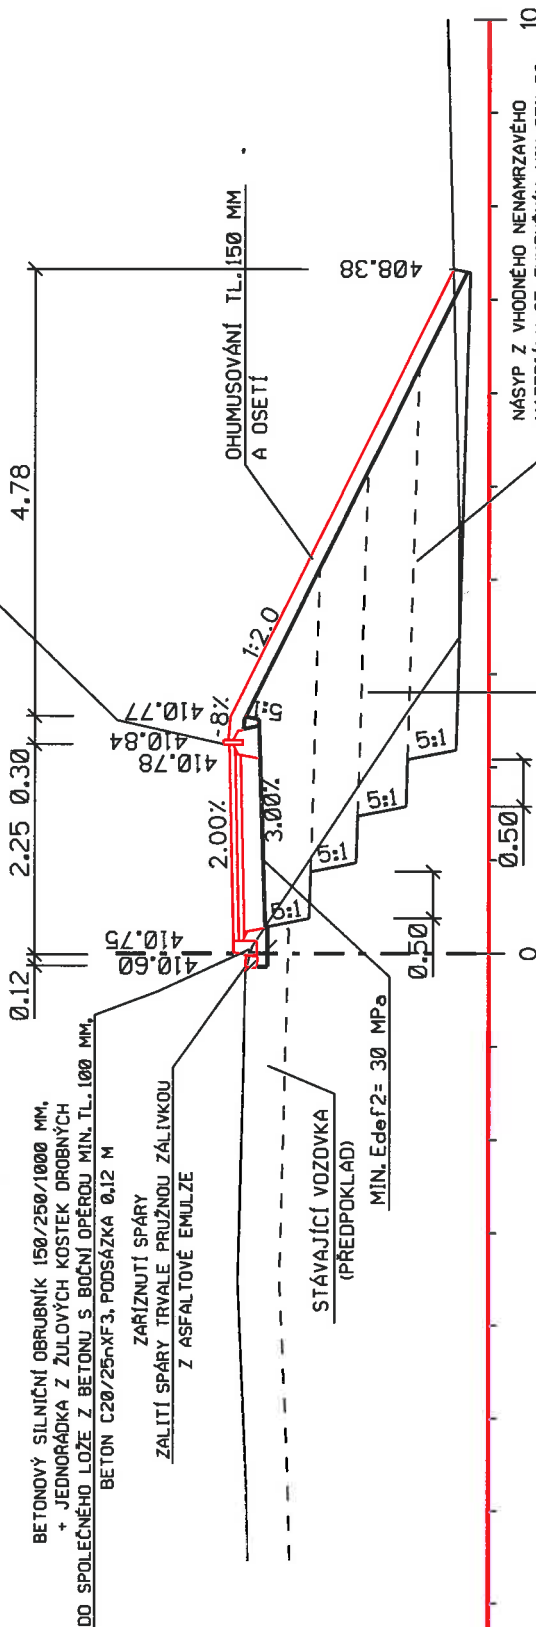 BETONOVÝ SILNIČNÍ OBRUBNÍK 150/250/1000 MM,
+ JEDNOŘÁDKA Z ŽULOVÝCH KOSTEK DROBNÝCH
DO SPOLEČNÉHO LOŽE Z BETONU S BOČNÍ OPĚROU MIN. TL. 100 MM,
BETON C20/25nXF3, PODSÁZKA 0,12 M
ZAŘÍZNUTÍ SPÁRY
ZALITÍ SPÁRY TRVALE PRUŽNOU ZÁLIVKOU
Z ASFALTOVÉ EMULZE
STÁVAJÍCÍ VOZOVKA
(PŘEDPOKLAD)
MIN. Edef2= 30 MPa
0.12
2.25
0.30
4.78
410.60
410.75
410.78
410.84
410.77
408.38
2.00%
3.00%
-8%
5:1
1:2.0
5:1
5:1
5:1
5:1
0.50
0.50
OHUMUSOVÁNÍ TL. 150 MM
A OSETÍ
NÁSYP Z VHODNÉHO NENAMRZAVÉHO
0
10